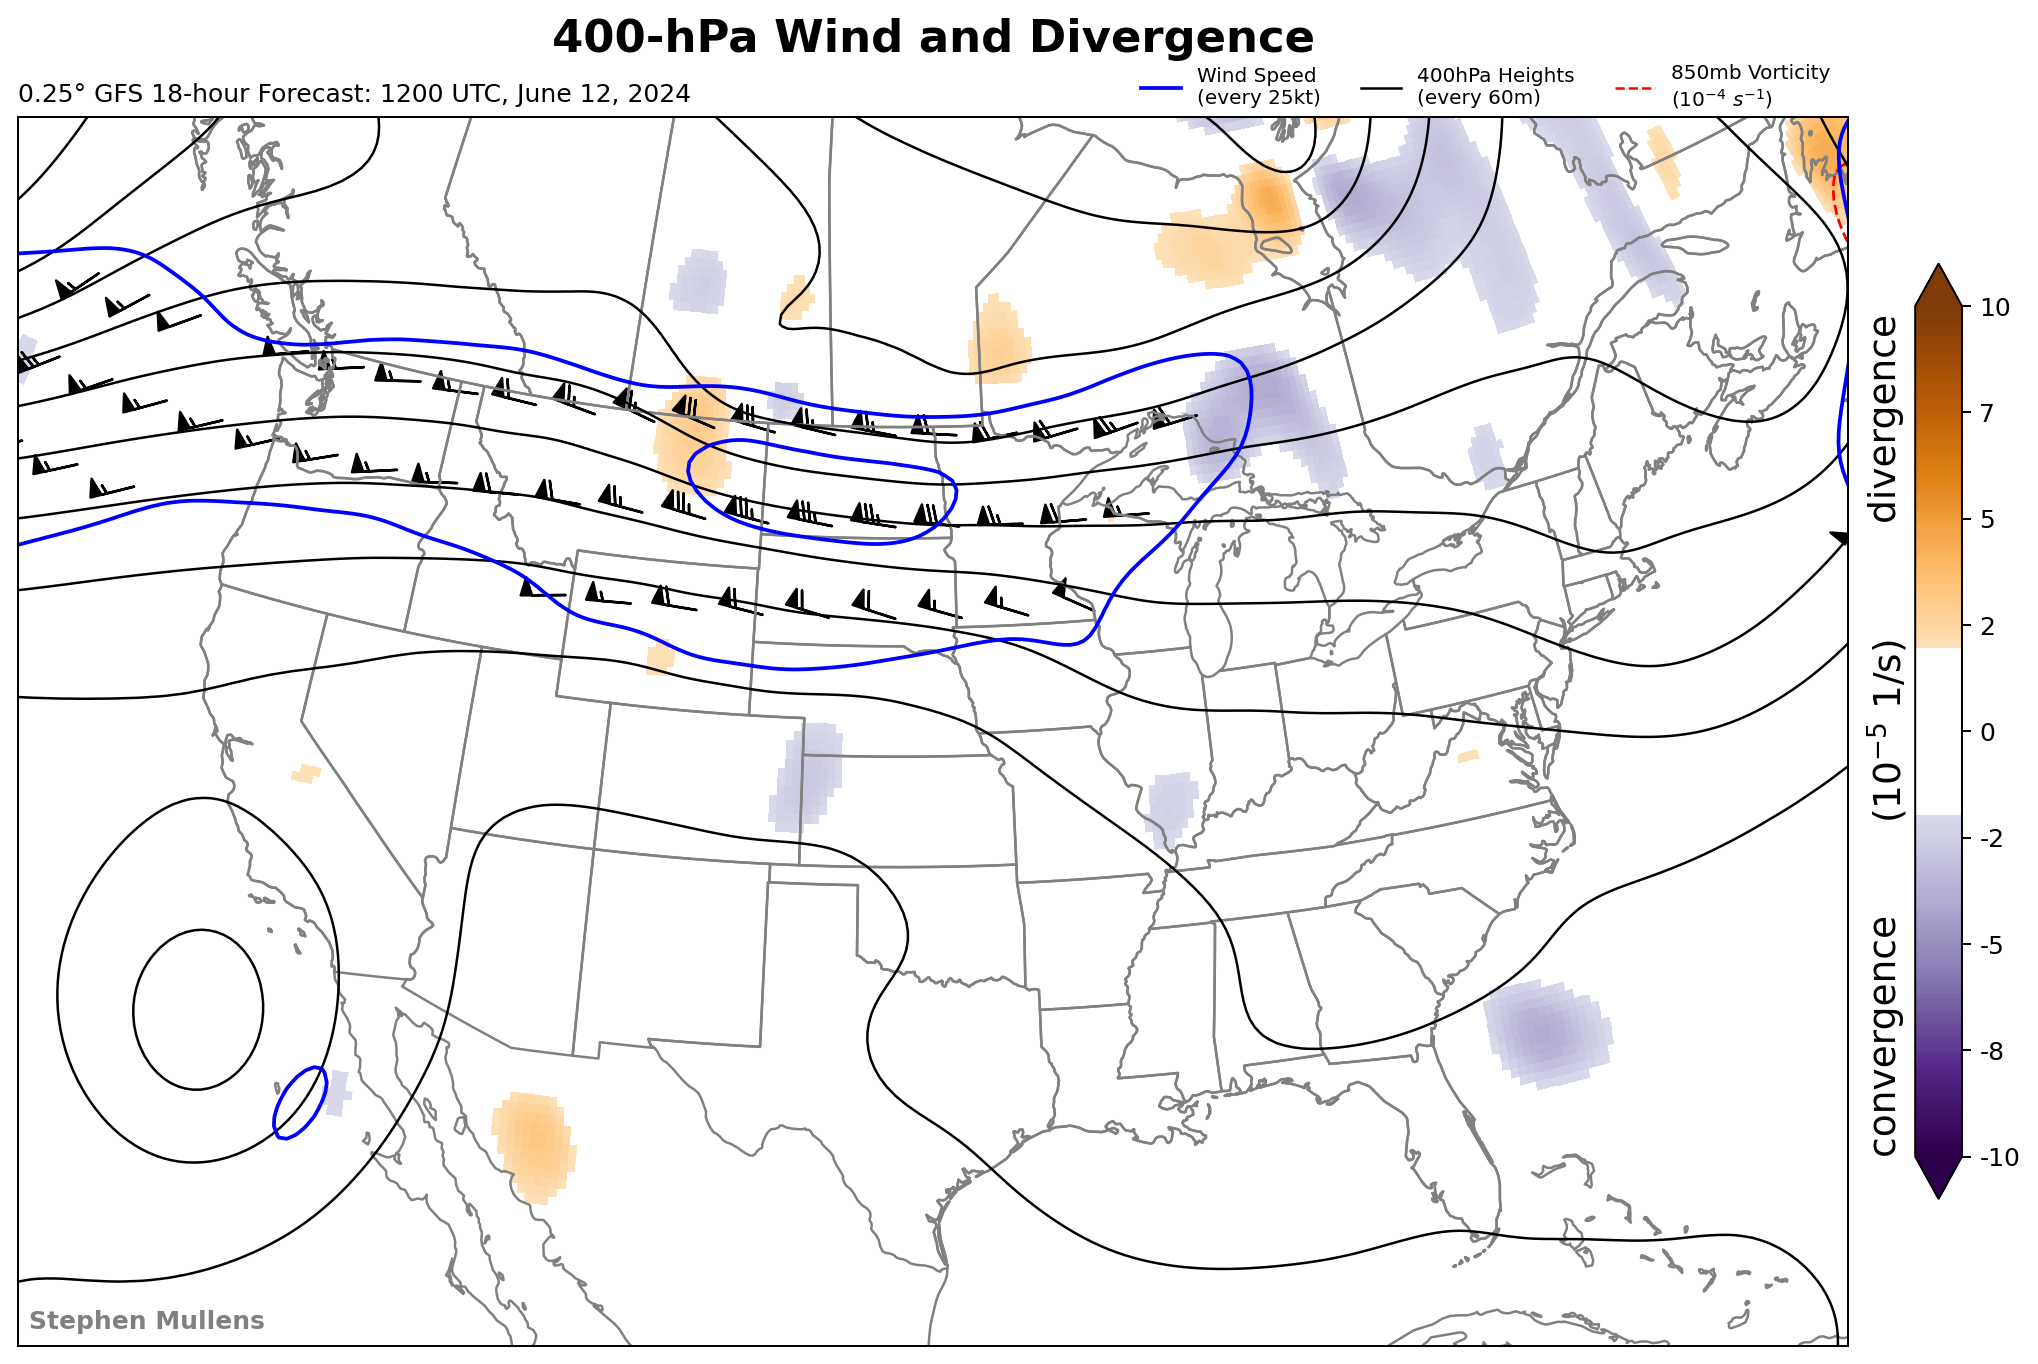 400-hPa Wind and Divergence
0.25° GFS 18-hour Forecast: 1200 UTC, June 12, 2024
Wind Speed
(every 25kt)
400hPa Heights
(every 60m)
850mb Vorticity
(10⁻⁴ s⁻¹)
10
7
5
2
0
-2
-5
-8
-10
convergence (10⁻⁵ 1/s) divergence
Stephen Mullens